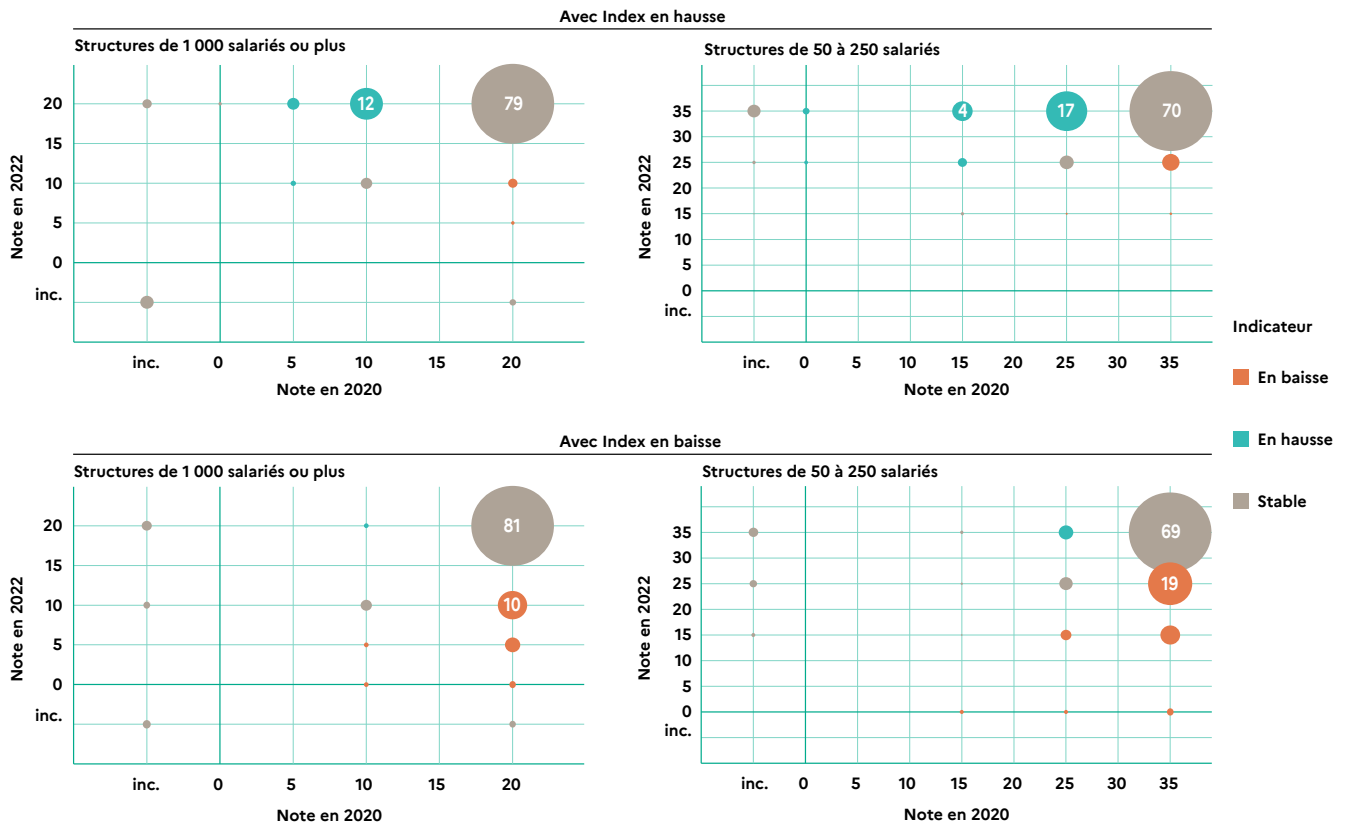 Avec Index en hausse
Structures de 1 000 salariés ou plus
Note en 2022
20
15
10
5
0
inc.
12
79
inc. 0 5 10 15 20
Note en 2020
Structures de 50 à 250 salariés
Note en 2022
35
30
25
20
15
10
5
0
inc.
4
17
70
inc. 0 5 10 15 20 25 30 35
Note en 2020
Avec Index en baisse
Structures de 1 000 salariés ou plus
Note en 2022
20
15
10
5
0
inc.
81
10
inc. 0 5 10 15 20
Note en 2020
Structures de 50 à 250 salariés
Note en 2022
35
30
25
20
15
10
5
0
inc.
69
19
inc. 0 5 10 15 20 25 30 35
Note en 2020
Indicateur
En baisse
En hausse
Stable